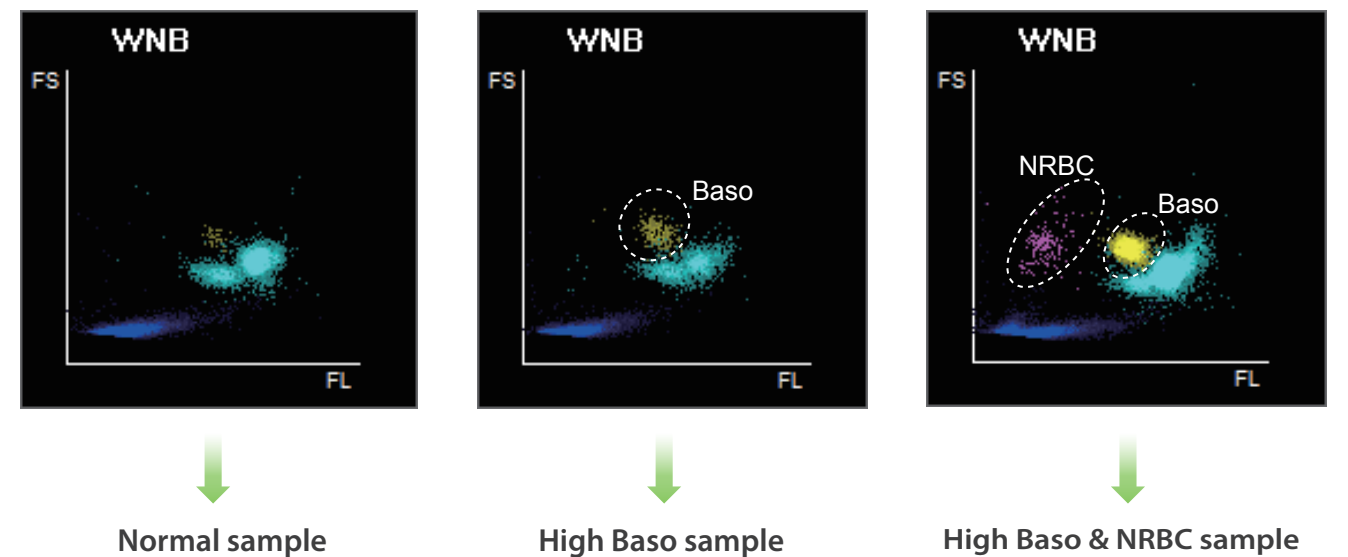 WNB
FS
FL
Normal sample
WNB
FS
Baso
FL
High Baso sample
WNB
FS
NRBC
Baso
FL
High Baso & NRBC sample